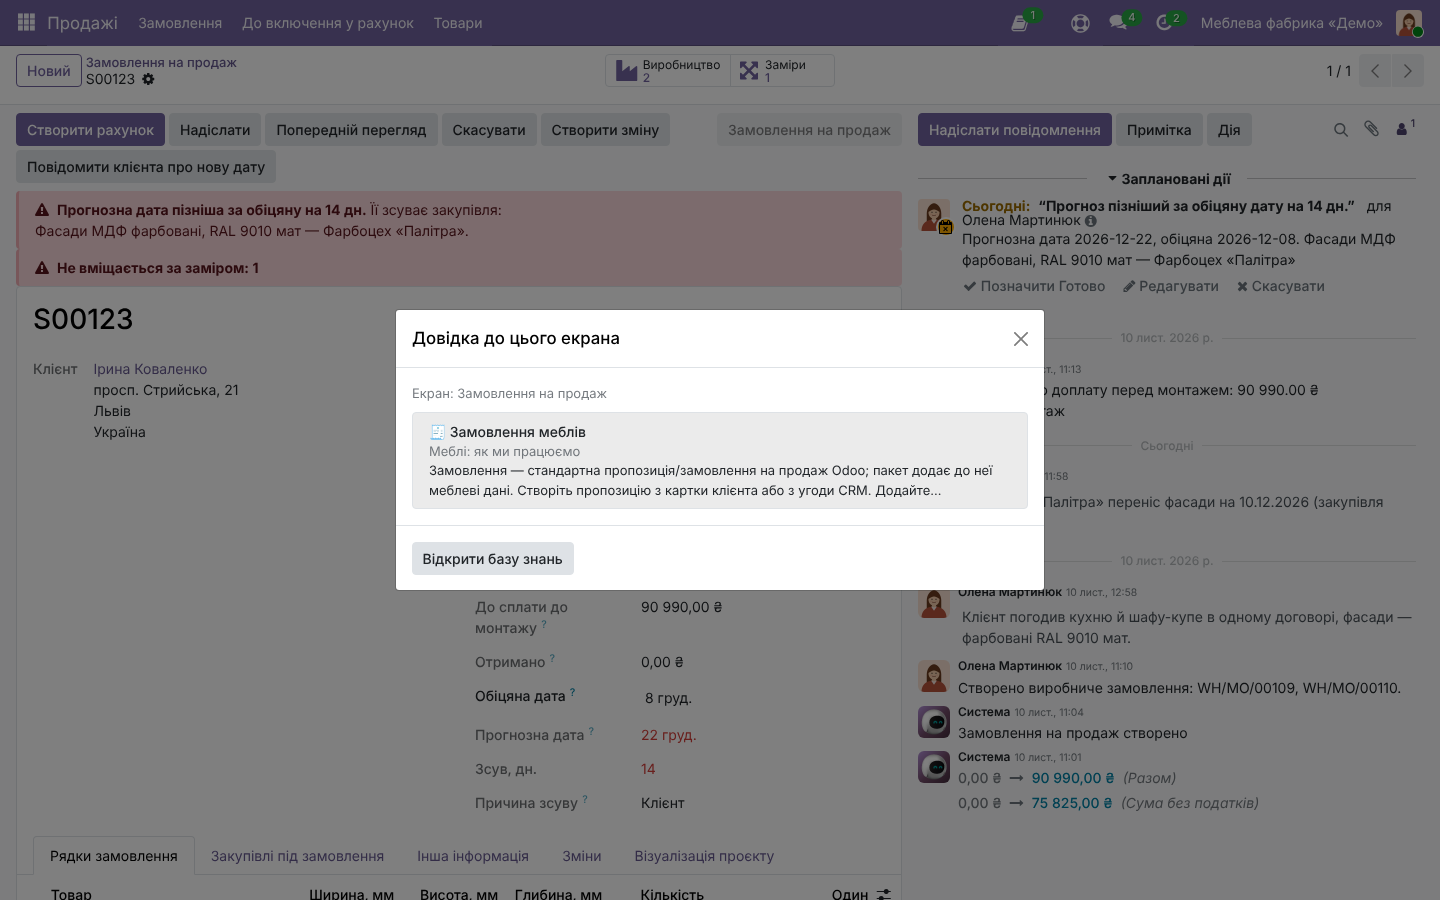 Продажі
Замовлення
До включення у рахунок
Товари
1
4
2
Меблева фабрика «Демо»
Новий
Замовлення на продаж
S00123
Виробництво
2
Заміри
1
1 / 1
Створити рахунок
Надіслати
Попередній перегляд
Скасувати
Створити зміну
Замовлення на продаж
Повідомити клієнта про нову дату
Надіслати повідомлення
Примітка
Дія
1
Прогнозна дата пізніша за обіцяну на 14 дн. Її зсуває закупівля:
Фасади МДФ фарбовані, RAL 9010 мат — Фарбоцех «Палітра».
Не вміщається за заміром: 1
S00123
Клієнт
Ірина Коваленко
просп. Стрийська, 21
Львів
Україна
Довідка до цього екрана
Екран: Замовлення на продаж
Замовлення меблів
Меблі: як ми працюємо
Замовлення — стандартна пропозиція/замовлення на продаж Odoo; пакет додає до неї
меблеві дані. Створіть пропозицію з картки клієнта або з угоди CRM. Додайте...
Відкрити базу знань
До сплати до
монтажу ?
90 990,00 ₴
Отримано ?
0,00 ₴
Обіцяна дата ?
8 груд.
Прогнозна дата ?
22 груд.
Зсув, дн.
14
Причина зсуву ?
Клієнт
Рядки замовлення
Закупівлі під замовлення
Інша інформація
Зміни
Візуалізація проєкту
Товар
Ширина, мм
Висота, мм
Глибина, мм
Кількість
Один
Заплановані дії
Сьогодні: “Прогноз пізніший за обіцяну дату на 14 дн.” для
Олена Мартинюк
Прогнозна дата 2026-12-22, обіцяна 2026-12-08. Фасади МДФ
фарбовані, RAL 9010 мат — Фарбоцех «Палітра»
Позначити Готово
Редагувати
Скасувати
10 лист. 2026 р.
11:13
доплату перед монтажем: 90 990.00 ₴
Сьогодні
11:58
Палітра» переніс фасади на 10.12.2026 (закупівля
10 лист. 2026 р.
Олена Мартинюк 10 лист., 12:58
Клієнт погодив кухню й шафу-купе в одному договорі, фасади —
фарбовані RAL 9010 мат.
Олена Мартинюк 10 лист., 11:10
Створено виробниче замовлення: WH/MO/00109, WH/MO/00110.
Система 10 лист., 11:04
Замовлення на продаж створено
Система 10 лист., 11:01
0,00 ₴ → 90 990,00 ₴ (Разом)
0,00 ₴ → 75 825,00 ₴ (Сума без податків)